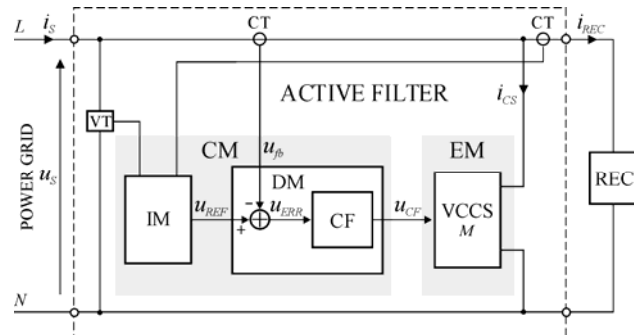 L
i_S
CT
CT
i_REC
ACTIVE FILTER
i_CS
VT
POWER GRID
u_S
CM
u_fb
EM
DM
IM
u_REF
-
+
u_ERR
CF
u_CF
VCCS
M
REC
N